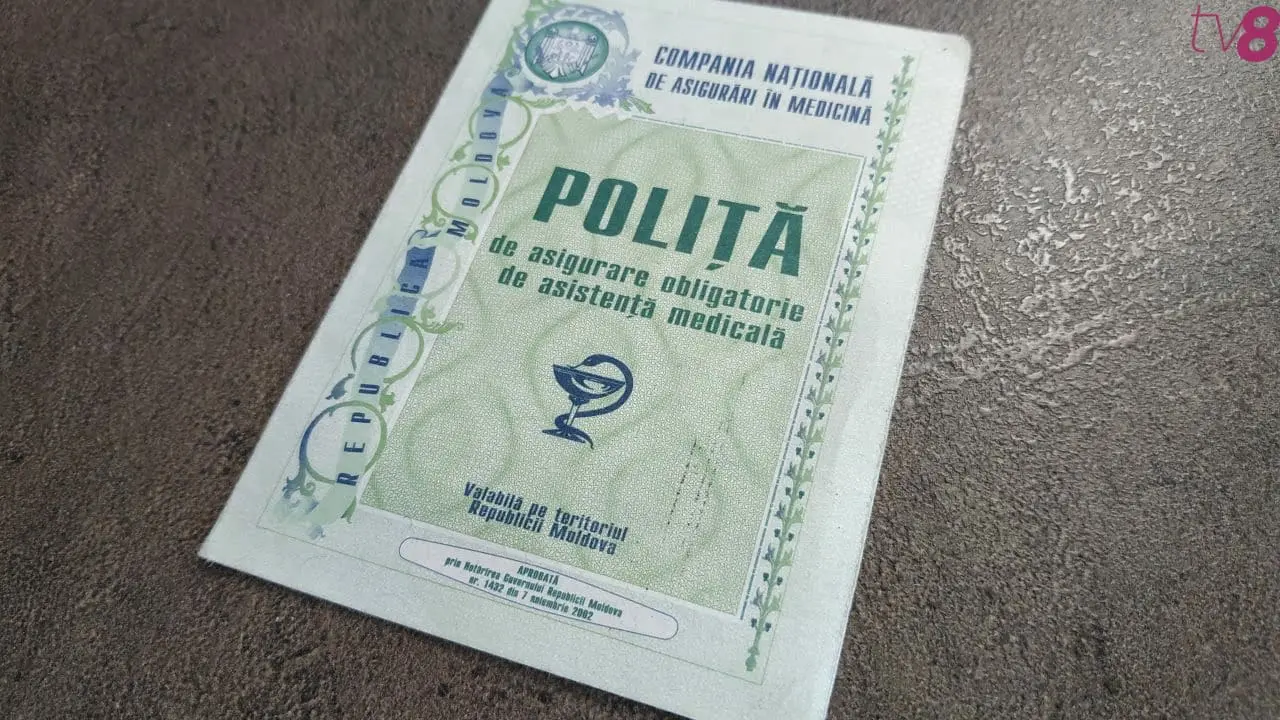 tv8
COMPANIA NAȚIONALĂ
DE ASIGURĂRI ÎN MEDICINĂ
REPUBLICA MOLDOVA
POLIȚĂ
de asigurare obligatorie
de asistență medicală
Valabilă pe teritoriul
Republicii Moldova
APROBATĂ
prin Hotărîrea Guvernului Republicii Moldova
nr. 1432 din 7 noiembrie 2002